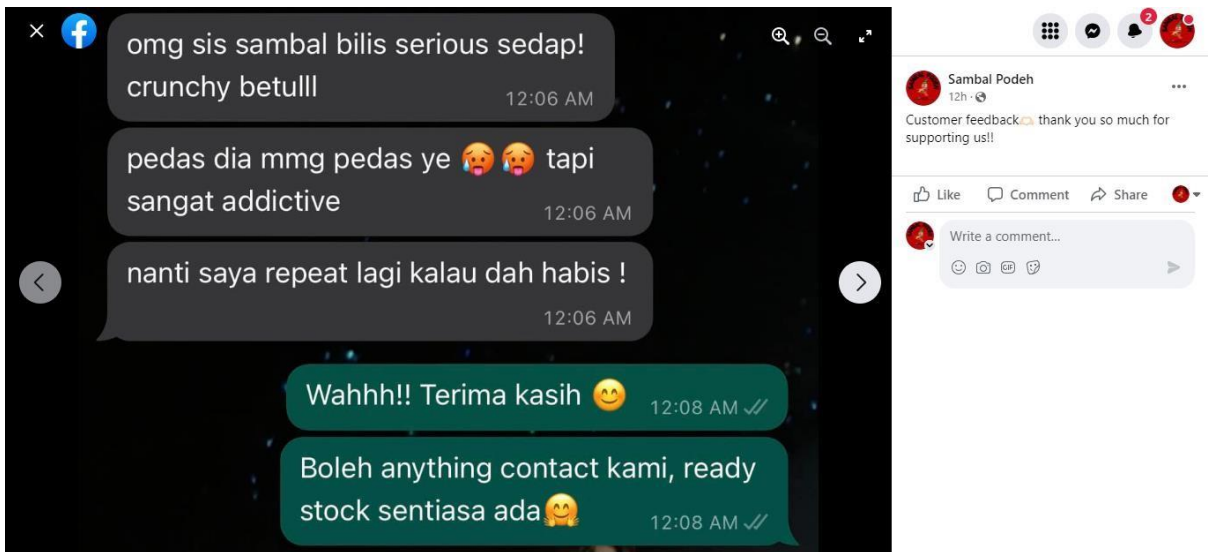 omg sis sambal bilis serious sedap!
crunchy betulll
12:06 AM
pedas dia mmg pedas ye 🥵🥵 tapi
sangat addictive
12:06 AM
nanti saya repeat lagi kalau dah habis !
12:06 AM
Wahhh!! Terima kasih 😊
12:08 AM
Boleh anything contact kami, ready
stock sentiasa ada🤗
12:08 AM
2
Sambal Podeh
12h ·
Customer feedback🫶🏻 thank you so much for
supporting us!!
Like Comment Share
Write a comment...
GIF